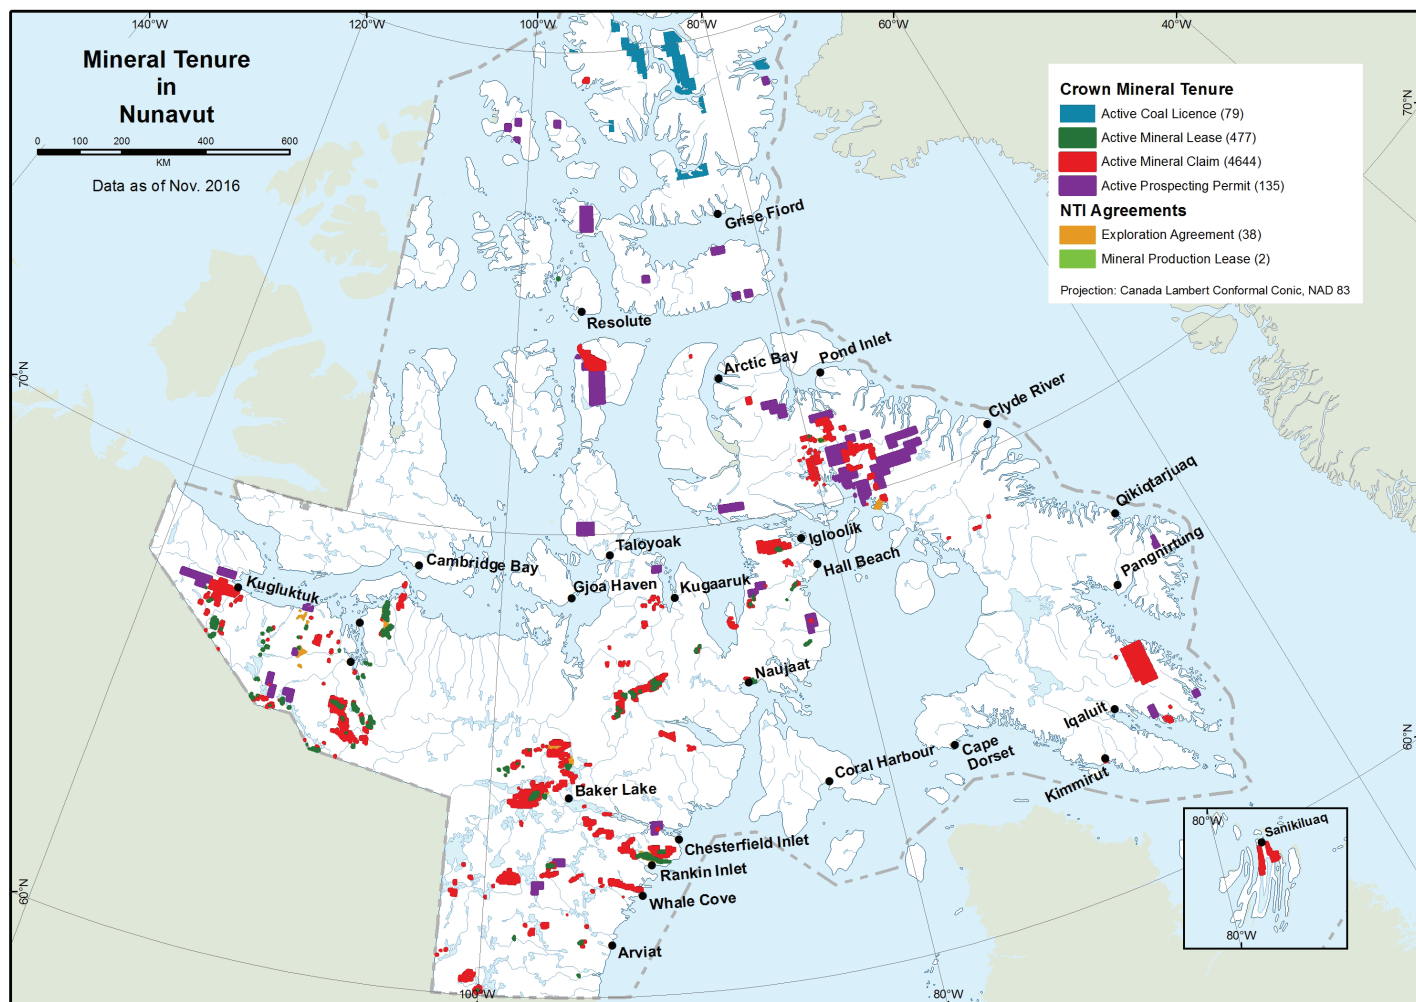 140°W
120°W
100°W
80°W
60°W
40°W
Mineral Tenure
in
Nunavut
0 100 200 400 600
KM
Data as of Nov. 2016
Crown Mineral Tenure
Active Coal Licence (79)
Active Mineral Lease (477)
Active Mineral Claim (4644)
Active Prospecting Permit (135)
NTI Agreements
Exploration Agreement (38)
Mineral Production Lease (2)
Projection: Canada Lambert Conformal Conic, NAD 83
70°N
Grise Fiord
Resolute
Arctic Bay
Pond Inlet
70°N
Clyde River
Qikiqtarjuaq
Igloolik
Taloyoak
Hall Beach
Pangnirtung
Cambridge Bay
Kugluktuk
Gjoa Haven
Kugaaruk
Naujaat
Iqaluit
60°N
Cape
Dorset
Coral Harbour
Kimmirut
Baker Lake
Chesterfield Inlet
Rankin Inlet
Whale Cove
60°N
Arviat
80°W
Sanikiluaq
80°W
100°W
80°W